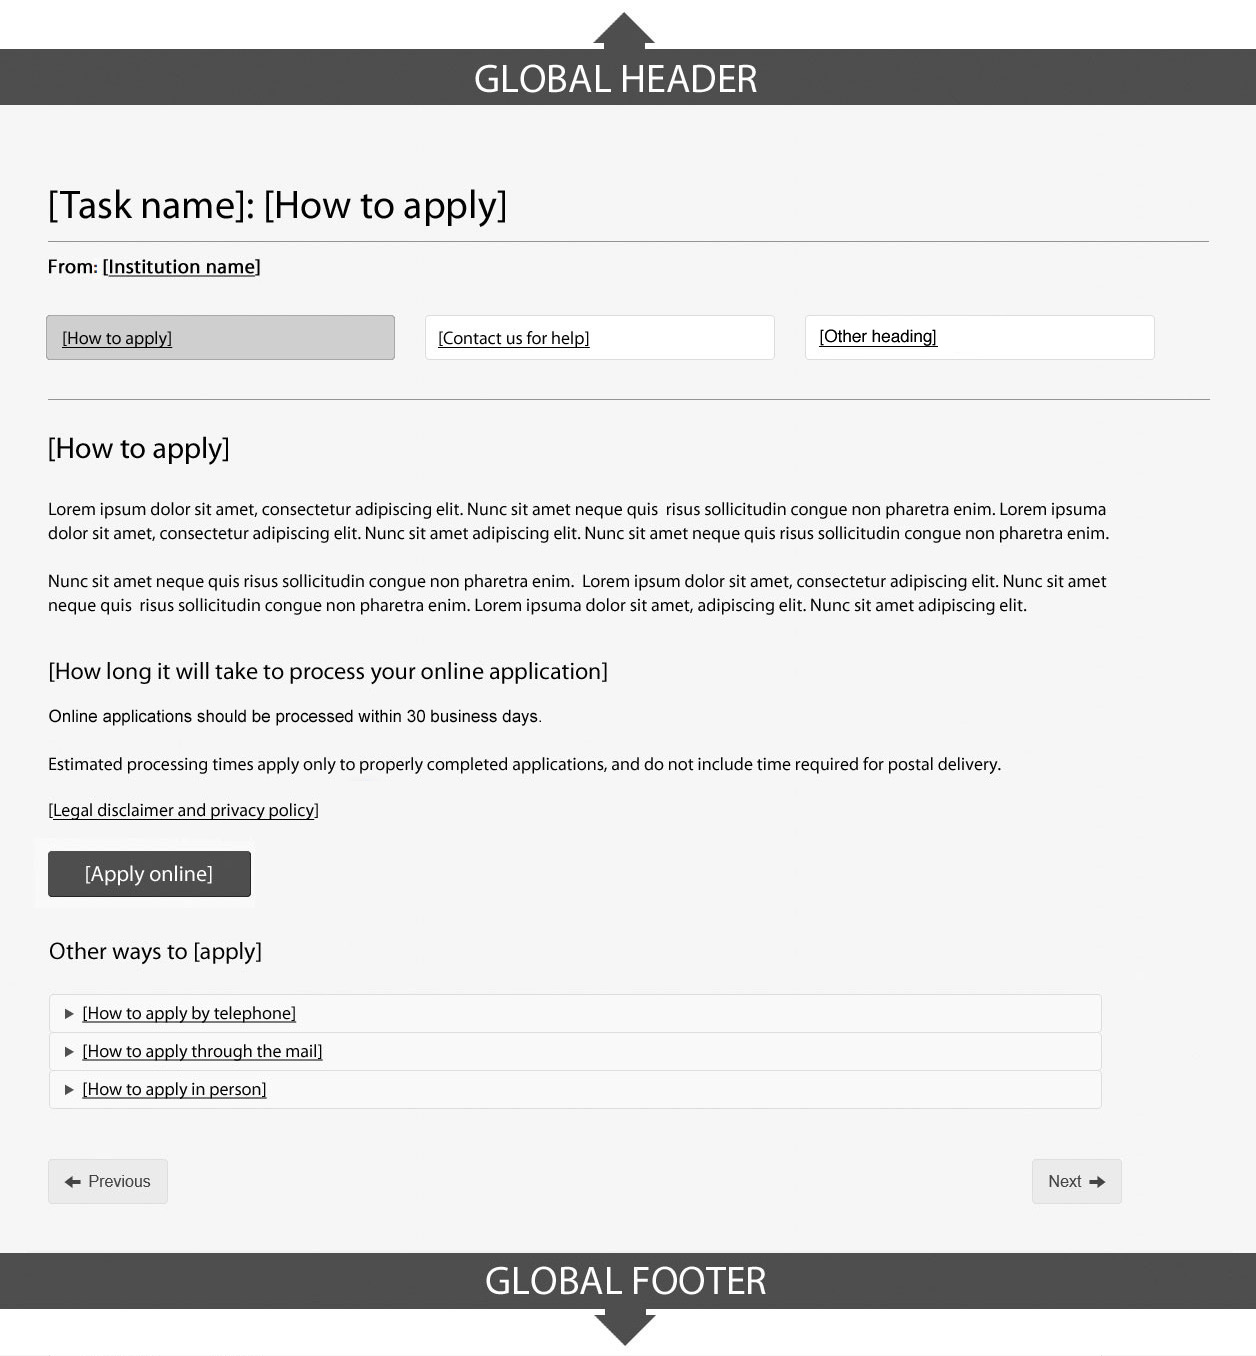 GLOBAL HEADER
[Task name]: [How to apply]
From: [Institution name]
[How to apply]
[Contact us for help]
[Other heading]
[How to apply]
Lorem ipsum dolor sit amet, consectetur adipiscing elit. Nunc sit amet neque quis  risus sollicitudin congue non pharetra enim. Lorem ipsuma
dolor sit amet, consectetur adipiscing elit. Nunc sit amet adipiscing elit. Nunc sit amet neque quis risus sollicitudin congue non pharetra enim.
Nunc sit amet neque quis risus sollicitudin congue non pharetra enim.  Lorem ipsum dolor sit amet, consectetur adipiscing elit. Nunc sit amet
neque quis  risus sollicitudin congue non pharetra enim. Lorem ipsuma dolor sit amet, adipiscing elit. Nunc sit amet adipiscing elit.
[How long it will take to process your online application]
Online applications should be processed within 30 business days.
Estimated processing times apply only to properly completed applications, and do not include time required for postal delivery.
[Legal disclaimer and privacy policy]
[Apply online]
Other ways to [apply]
[How to apply by telephone]
[How to apply through the mail]
[How to apply in person]
Previous
Next
GLOBAL FOOTER